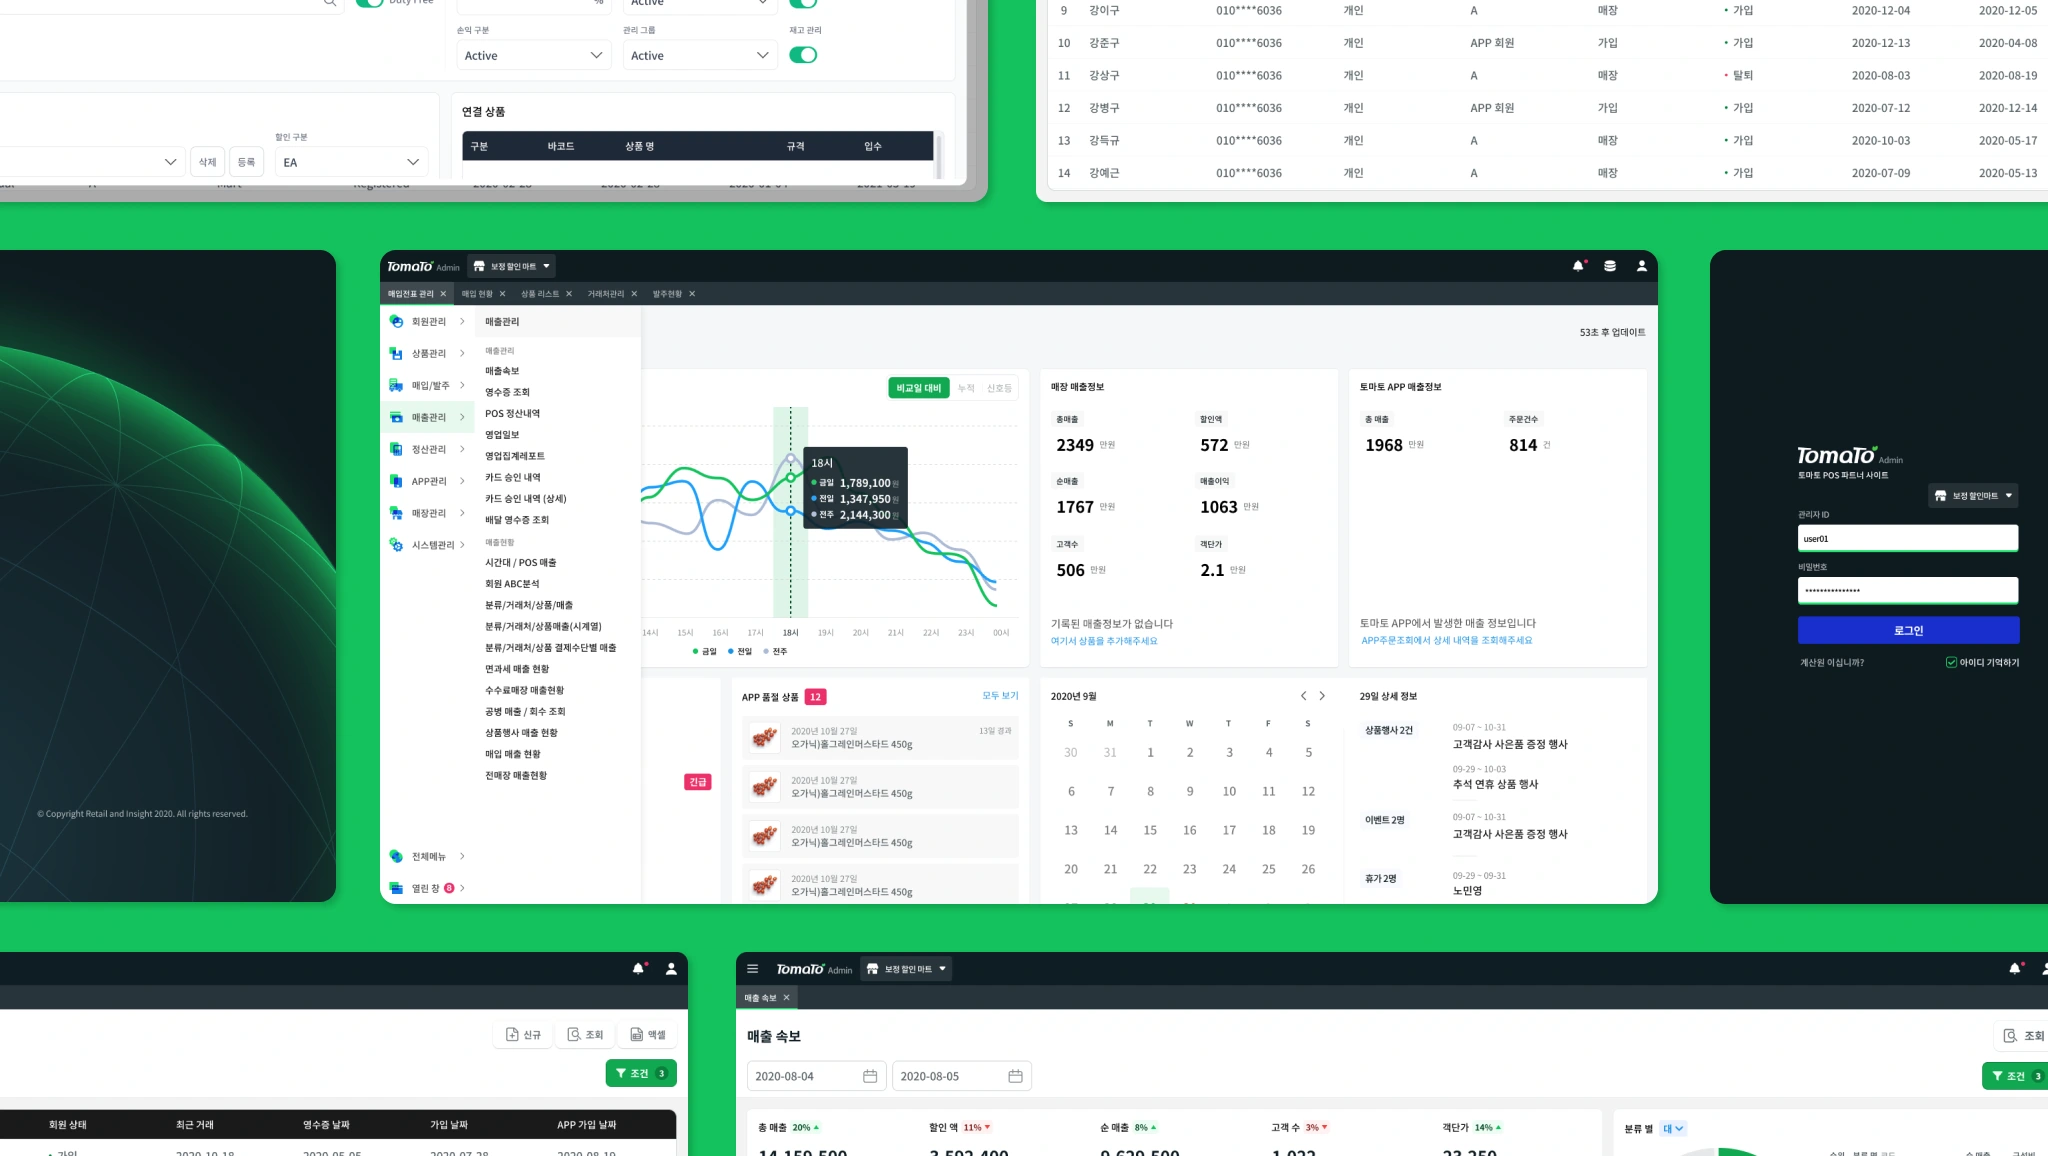 Duty Free
%
Active
손익 구분
관리 그룹
재고 관리
Active
Active
연결 상품
할인 구분
삭제
등록
EA
구분 바코드 상품 명 규격 입수
Mart Registered 2020-02-28 2020-02-28 2020-01-04 2021-03-19
9 강이구 010****6036 개인 A 매장 • 가입 2020-12-04 2020-12-05
10 강준구 010****6036 개인 APP 회원 가입 • 가입 2020-12-13 2020-04-08
11 강상구 010****6036 개인 A 매장 • 탈퇴 2020-08-03 2020-08-19
12 강병구 010****6036 개인 APP 회원 가입 • 가입 2020-07-12 2020-12-14
13 강득규 010****6036 개인 A 매장 • 가입 2020-10-03 2020-05-17
14 강예근 010****6036 개인 A 매장 • 가입 2020-07-09 2020-05-13
© Copyright Retail and Insight 2020. All rights reserved.
TomaTo Admin 보정 할인 마트
매입전표 관리 매입 현황 상품 리스트 거래처관리 발주현황
회원관리
상품관리
매입/발주
매출관리
정산관리
APP관리
매장관리
시스템관리
전체메뉴
열린 창 8
매출관리
매출관리
매출속보
영수증 조회
POS 정산내역
영업일보
영업집계레포트
카드 승인 내역
카드 승인 내역 (상세)
배달 영수증 조회
매출현황
시간대 / POS 매출
회원 ABC분석
분류/거래처/상품/매출
분류/거래처/상품매출(시계열)
분류/거래처/상품 결제수단별 매출
면과세 매출 현황
수수료매장 매출현황
공병 매출 / 회수 조회
상품행사 매출 현황
매입 매출 현황
전매장 매출현황
53초 후 업데이트
비교일 대비 누적 신호등
18시
금일 1,789,100원
전일 1,347,950원
전주 2,144,300원
14시 15시 16시 17시 18시 19시 20시 21시 22시 23시 00시
금일 전일 전주
매장 매출정보
총매출 할인액
2349 만원 572 만원
순매출 매출이익
1767 만원 1063 만원
고객수 객단가
506 만원 2.1 만원
기록된 매출정보가 없습니다
여기서 상품을 추가해주세요
토마토 APP 매출정보
총 매출 주문건수
1968 만원 814 건
토마토 APP에서 발생한 매출 정보입니다
APP주문조회에서 상세 내역을 조회해주세요
긴급
APP 품절 상품 12 모두 보기
2020년 10월 27일 13일 경과
오가닉)홀그레인머스타드 450g
2020년 10월 27일
오가닉)홀그레인머스타드 450g
2020년 10월 27일
오가닉)홀그레인머스타드 450g
2020년 10월 27일
오가닉)홀그레인머스타드 450g
2020년 9월
S M T W T F S
30 31 1 2 3 4 5
6 7 8 9 10 11 12
13 14 15 16 17 18 19
20 21 22 23 24 25 26
29일 상세 정보
상품행사 2건
09-07 ~ 10-31
고객감사 사은품 증정 행사
09-29 ~ 10-03
추석 연휴 상품 행사
이벤트 2명
09-07 ~ 10-31
고객감사 사은품 증정 행사
휴가 2명
09-29 ~ 09-31
노민영
TomaTo Admin
토마토 POS 파트너 사이트
보정 할인마트
관리자 ID
user01
비밀번호
***************
로그인
계산원 이십니까?
아이디 기억하기
신규 조회 액셀
조건 3
회원 상태 최근 거래 영수증 날짜 가입 날짜 APP 가입 날짜
• 가입 2020-10-18 2020-05-05 2020-07-28 2020-08-19
TomaTo Admin 보정 할인 마트
매출 속보
매출 속보
조회
2020-08-04 2020-08-05
조건 3
총 매출 20% 할인 액 11% 순 매출 8% 고객 수 3% 객단가 14%
14,159,500 3,592,400 9,629,500 1,022 23,250
분류 별 대